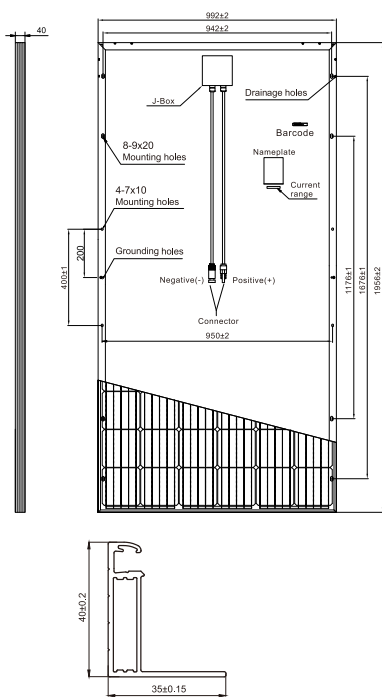 992±2
942±2
40
J-Box
Drainage holes
Barcode
8-9x20
Mounting holes
Nameplate
4-7x10
Mounting holes
Current
range
Grounding holes
200
400±1
Negative(-)
Positive(+)
Connector
950±2
1176±1
1676±1
1956±2
40±0.2
35±0.15